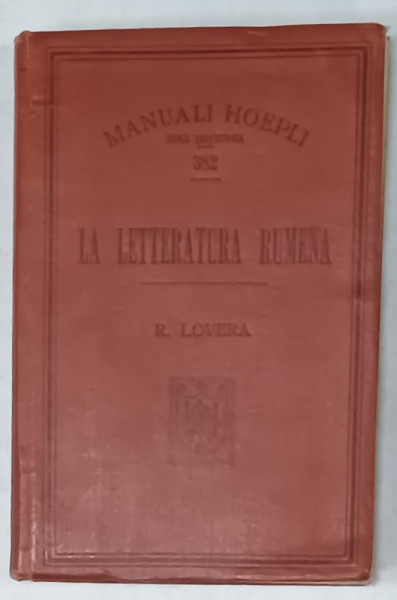 MANUALI HOEPLI
382
LA LETTERATURA RUMENA
R. LOVERA